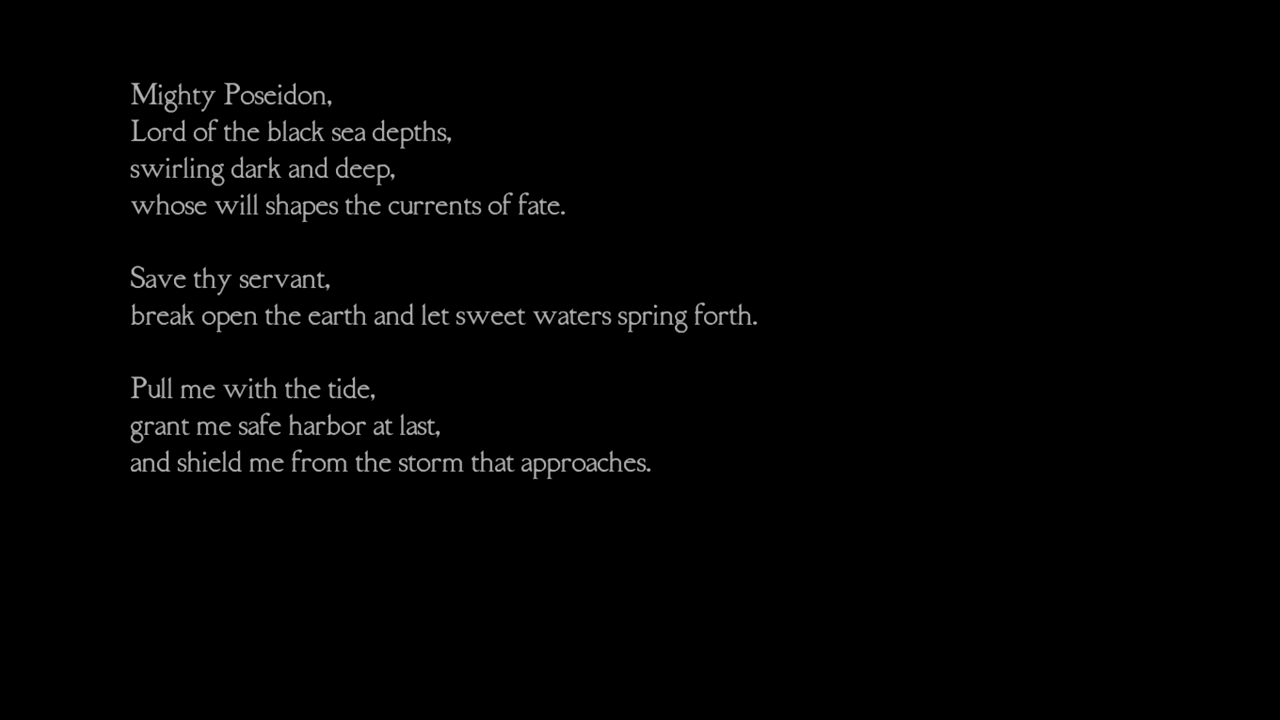 Mighty Poseidon,
Lord of the black sea depths,
swirling dark and deep,
whose will shapes the currents of fate.
Save thy servant,
break open the earth and let sweet waters spring forth.
Pull me with the tide,
grant me safe harbor at last,
and shield me from the storm that approaches.